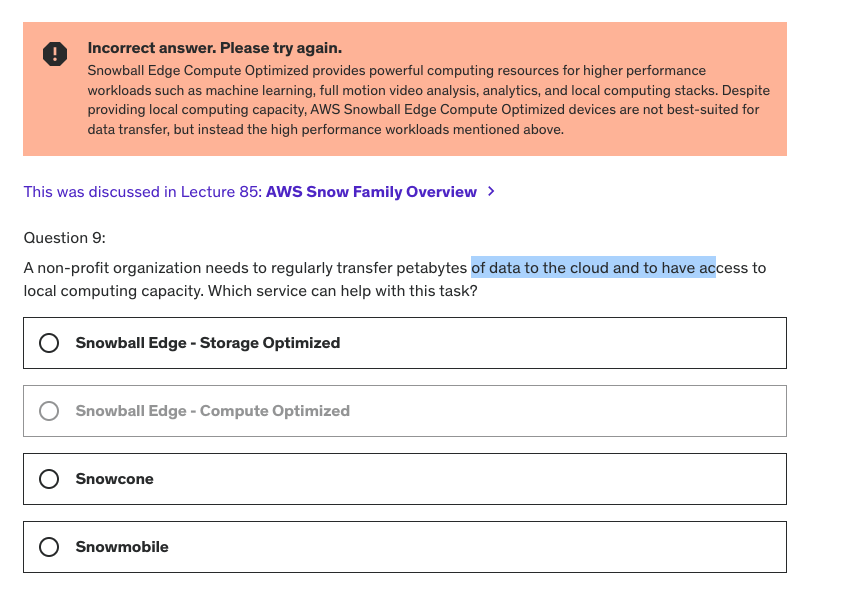 Incorrect answer. Please try again.
Snowball Edge Compute Optimized provides powerful computing resources for higher performance
workloads such as machine learning, full motion video analysis, analytics, and local computing stacks. Despite
providing local computing capacity, AWS Snowball Edge Compute Optimized devices are not best-suited for
data transfer, but instead the high performance workloads mentioned above.
This was discussed in Lecture 85: AWS Snow Family Overview >
Question 9:
A non-profit organization needs to regularly transfer petabytes of data to the cloud and to have access to
local computing capacity. Which service can help with this task?
Snowball Edge - Storage Optimized
Snowball Edge - Compute Optimized
Snowcone
Snowmobile